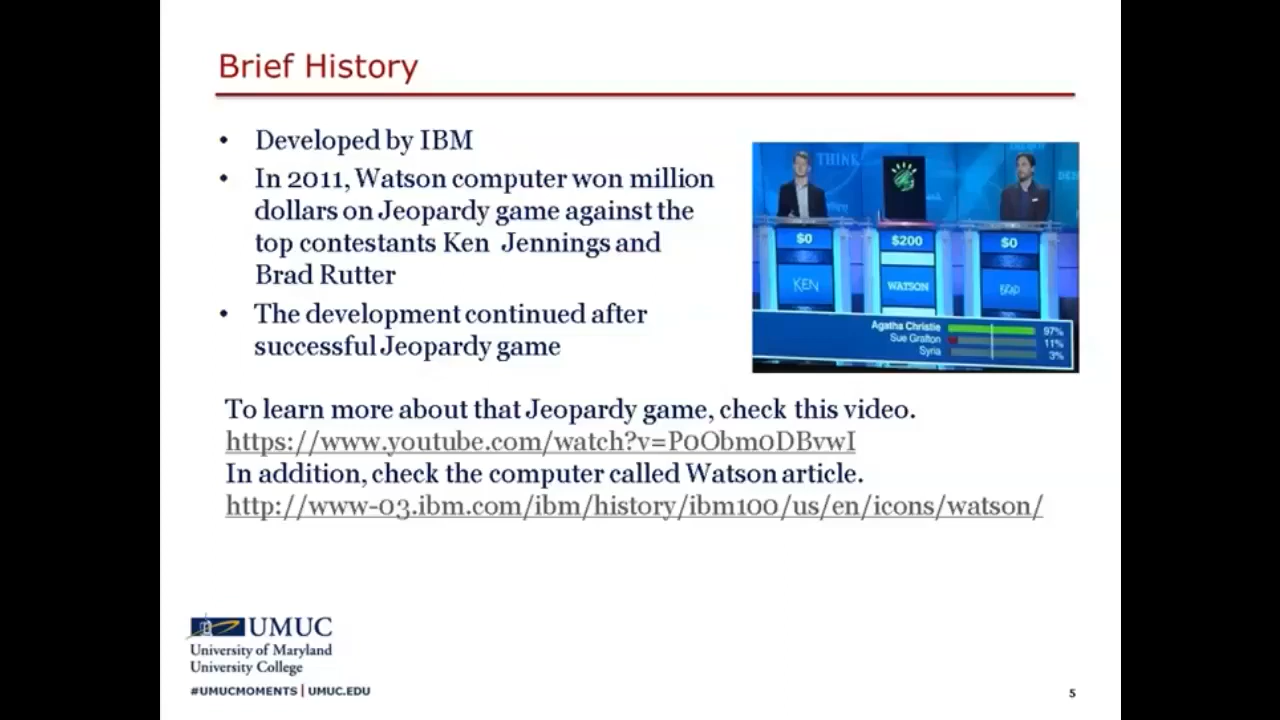 Brief History
• Developed by IBM
• In 2011, Watson computer won million
dollars on Jeopardy game against the
top contestants Ken Jennings and
Brad Rutter
• The development continued after
successful Jeopardy game
THINK
$0
$200
$0
KEN
WATSON
BRAD
Agatha Christie 97%
Sue Grafton 11%
Syria 3%
To learn more about that Jeopardy game, check this video.
https://www.youtube.com/watch?v=P0Obm0DBvwI
In addition, check the computer called Watson article.
http://www-03.ibm.com/ibm/history/ibm100/us/en/icons/watson/
UMUC
University of Maryland
University College
#UMUCMOMENTS | UMUC.EDU
5